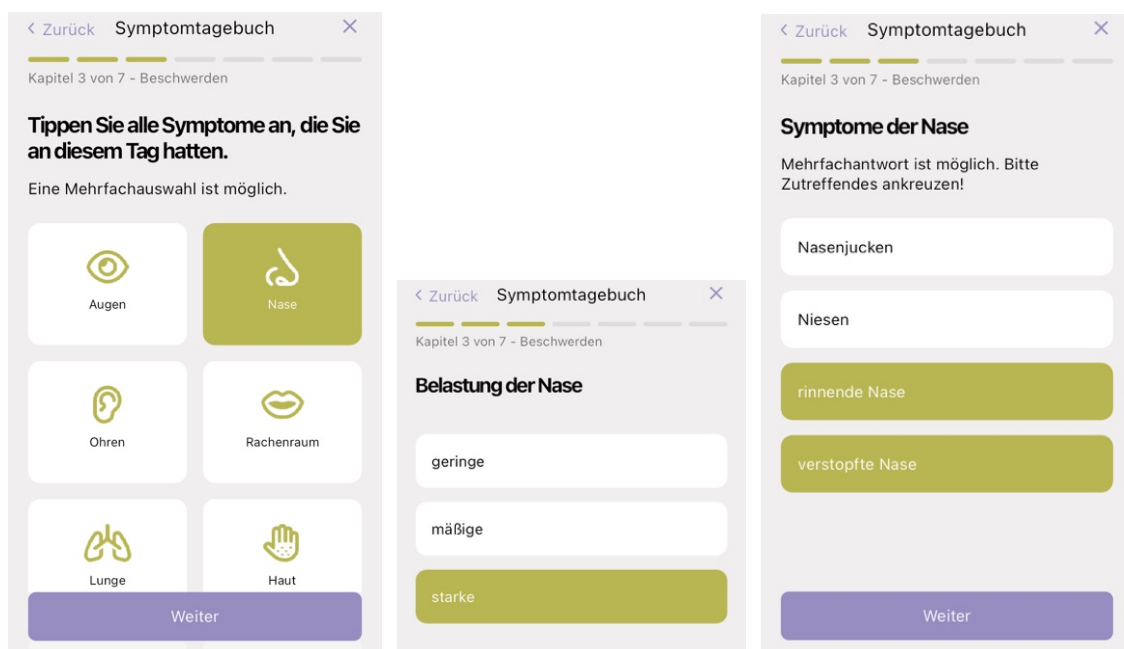 Zurück Symptomtagebuch
Kapitel 3 von 7 - Beschwerden
Tippen Sie alle Symptome an, die Sie
an diesem Tag hatten.
Eine Mehrfachauswahl ist möglich.
Augen
Nase
Ohren
Rachenraum
Lunge
Haut
Weiter
Zurück Symptomtagebuch
Kapitel 3 von 7 - Beschwerden
Belastung der Nase
geringe
mäßige
starke
Zurück Symptomtagebuch
Kapitel 3 von 7 - Beschwerden
Symptome der Nase
Mehrfachantwort ist möglich. Bitte
Zutreffendes ankreuzen!
Nasenjucken
Niesen
rinnende Nase
verstopfte Nase
Weiter